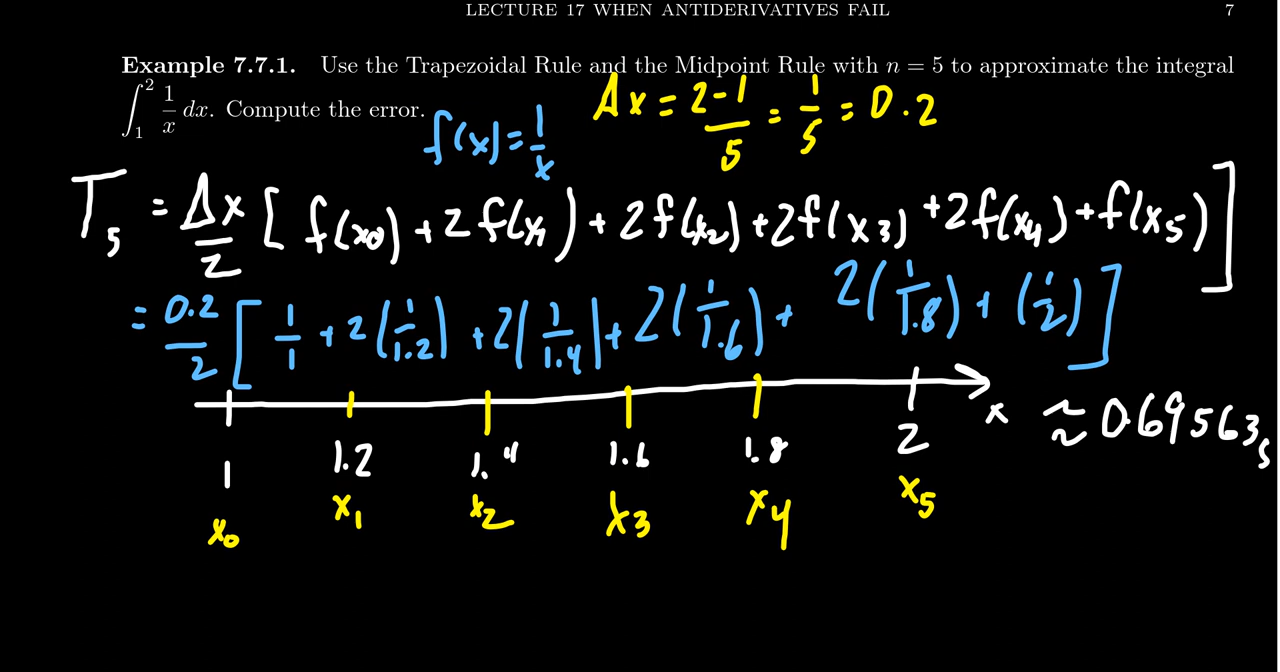 LECTURE 17 WHEN ANTIDERIVATIVES FAIL 7
Example 7.7.1. Use the Trapezoidal Rule and the Midpoint Rule with n = 5 to approximate the integral
∫₁² 1/x dx. Compute the error.
f(x) = 1/x
Δx = 2-1/5 = 1/5 = 0.2
T₅ = Δx/2 [ f(x₀) + 2f(x₁) + 2f(x₂) + 2f(x₃) + 2f(x₄) + f(x₅) ]
= 0.2/2 [ 1/1 + 2(1/1.2) + 2(1/1.4) + 2(1/1.6) + 2(1/1.8) + (1/2) ]
x ≈ 0.695635
1 1.2 1.4 1.6 1.8 2
x₀ x₁ x₂ x₃ x₄ x₅